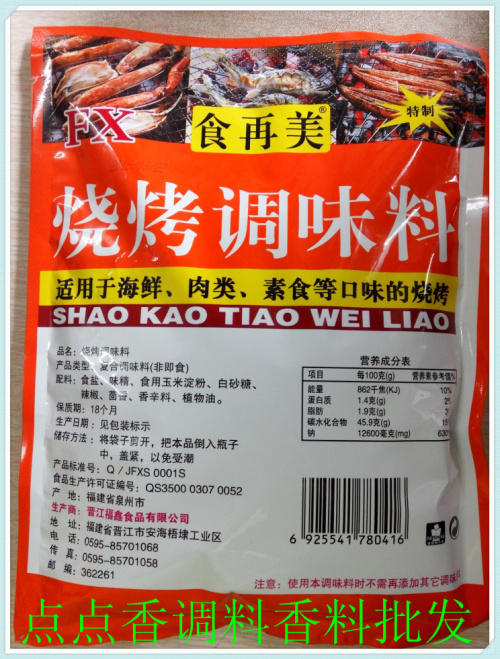 FX
食再美®
特制
烧烤调味料
适用于海鲜、肉类、素食等口味的烧烤
SHAO KAO TIAO WEI LIAO
品名：烧烤调味料
产品类型：复合调味料(非即食)
配料：食盐、味精、食用玉米淀粉、白砂糖、
辣椒、茴香、香辛料、植物油。
保质期：18个月
生产日期：见包装标示
储存方法：将袋子剪开，把本品倒入瓶子
中，盖紧，以免受潮
产品标准号：Q/JFXS 0001S
食品生产许可证编号：QS3500 0307 0052
产 地：福建省泉州市
生产商：晋江福鑫食品有限公司
地 址：福建省晋江市安海梧埭工业区
电 话：0595-85701068
传 真：0595-85701058
邮 编：362261
营养成分表
项目 每100克(g) 营养素参考值%
能量 862千焦(KJ) 10%
蛋白质 1.4克(g)
脂肪 1.9克(g)
碳水化合物 45.9克(g)
钠 12600毫克(mg) 630
6 925541 780416
注意：使用本调味料时不需再添加其它调味
点点香调料香料批发